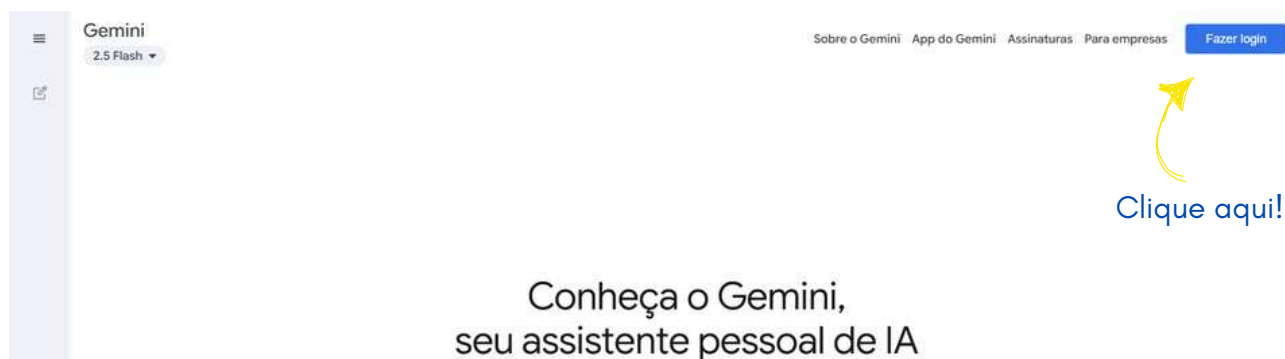 Gemini
Sobre o Gemini App do Gemini Assinaturas Para empresas Fazer login
2.5 Flash
Clique aqui!
Conheça o Gemini,
seu assistente pessoal de IA